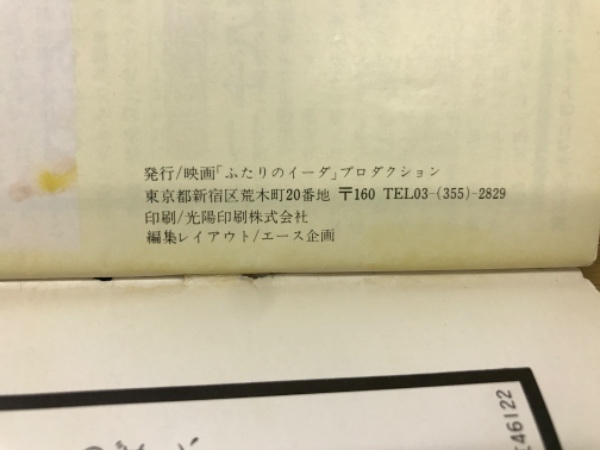 発行/映画「ふたりのイーダ」プロダクション
東京都新宿区荒木町20番地 〒160 TEL03-(355)-2829
印刷/光陽印刷株式会社
編集レイアウト/エース企画
46122